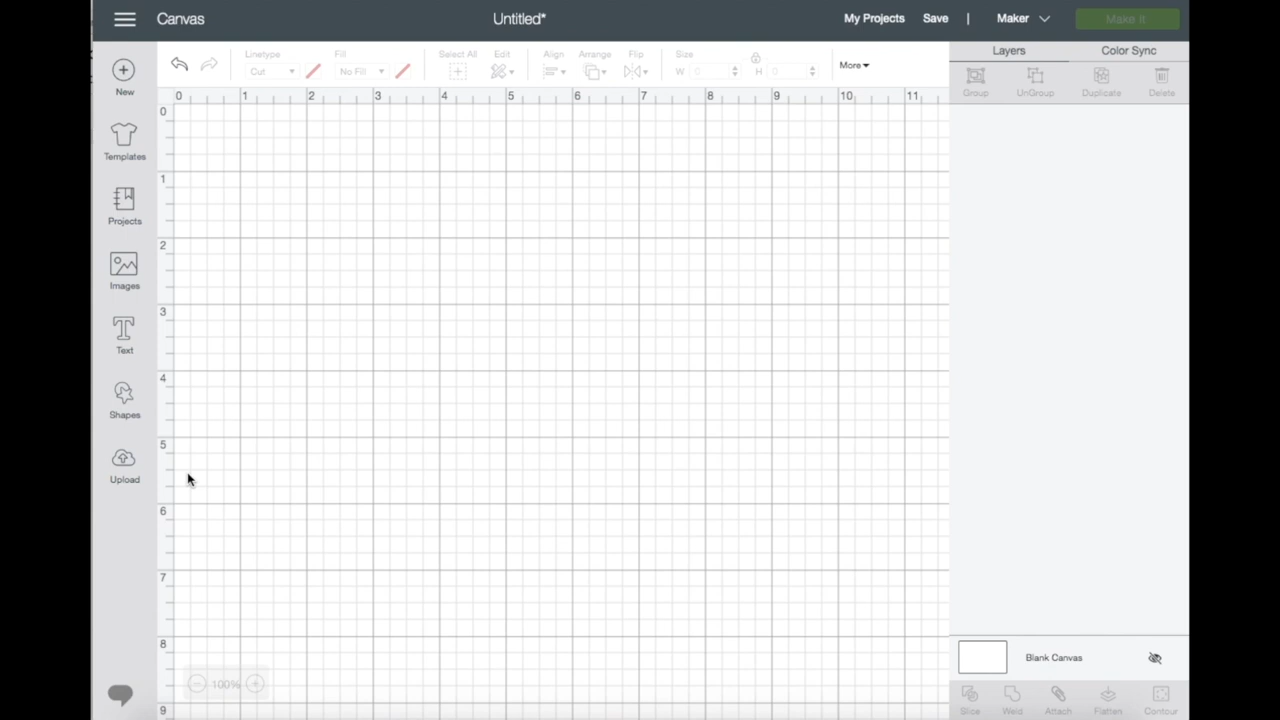 Canvas
Untitled*
My Projects Save | Maker Make It
New
Templates
Projects
Images
Text
Shapes
Upload
Linetype
Cut
Fill
No Fill
Select All
Edit
Align
Arrange
Flip
Size
W 0
H 0
More
0 1 2 3 4 5 6 7 8 9 10 11
0
1
2
3
4
5
6
7
8
9
100%
Layers
Color Sync
Group
UnGroup
Duplicate
Delete
Blank Canvas
Slice
Weld
Attach
Flatten
Contour